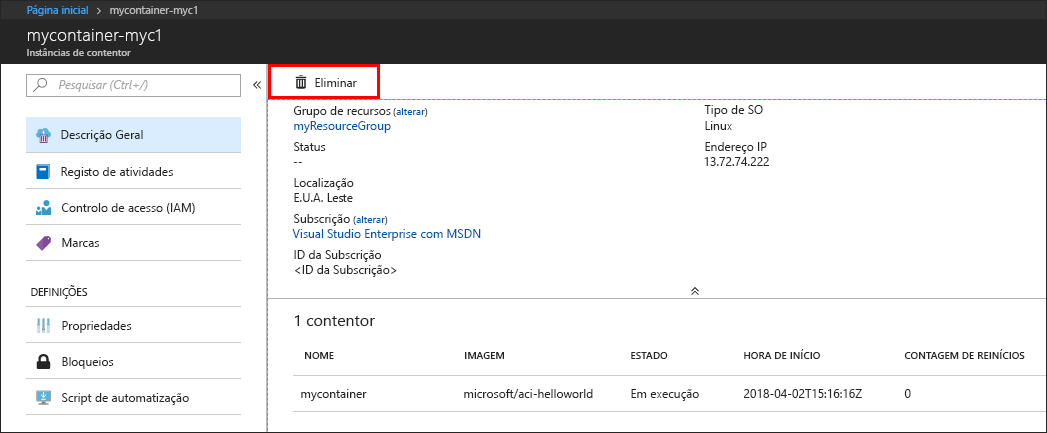 Página inicial > mycontainer-myc1
mycontainer-myc1
Instâncias de contentor
Pesquisar (Ctrl+/)
«
Descrição Geral
Registo de atividades
Controlo de acesso (IAM)
Marcas
DEFINIÇÕES
Propriedades
Bloqueios
Script de automatização
Eliminar
Grupo de recursos (alterar)
myResourceGroup
Status
--
Localização
E.U.A. Leste
Subscrição (alterar)
Visual Studio Enterprise com MSDN
ID da Subscrição
<ID da Subscrição>
Tipo de SO
Linux
Endereço IP
13.72.74.222
1 contentor
NOME IMAGEM ESTADO HORA DE INÍCIO CONTAGEM DE REINÍCIOS
mycontainer microsoft/aci-helloworld Em execução 2018-04-02T15:16:16Z 0